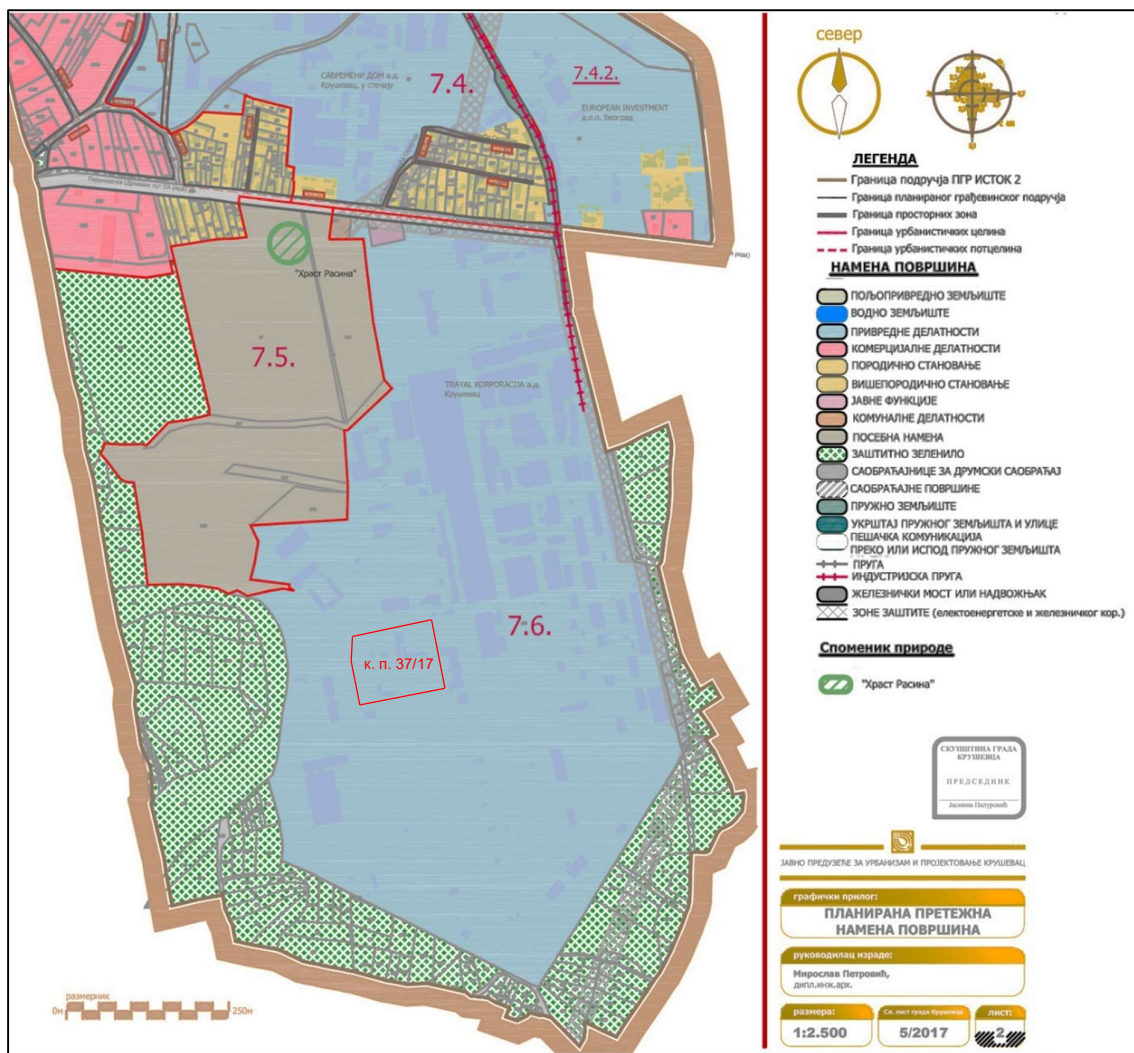 САВРЕМЕНИ ДОМ а.д.
Крушевац, у стечају
7.4.
7.4.2.
EUROPEAN INVESTMENT
д.о.о. Београд
"Храст Расина"
7.5.
TRAYAL KORPORACIJA а.д.
Крушевац
7.6.
к. п. 37/17
размерник
0м
250м
север
ЛЕГЕНДА
Граница подручја ПГР ИСТОК 2
Граница планираног грађевинског подручја
Граница просторних зона
Граница урбанистичких целина
Граница урбанистичких потцелина
НАМЕНА ПОВРШИНА
ПОЉОПРИВРЕДНО ЗЕМЉИШТЕ
ВОДНО ЗЕМЉИШТЕ
ПРИВРЕДНЕ ДЕЛАТНОСТИ
КОМЕРЦИЈАЛНЕ ДЕЛАТНОСТИ
ПОРОДИЧНО СТАНОВАЊЕ
ВИШЕПОРОДИЧНО СТАНОВАЊЕ
ЈАВНЕ ФУНКЦИЈЕ
КОМУНАЛНЕ ДЕЛАТНОСТИ
ПОСЕБНА НАМЕНА
ЗАШТИТНО ЗЕЛЕНИЛО
САОБРАЋАЈНИЦЕ ЗА ДРУМСКИ САОБРАЋАЈ
САОБРАЋАЈНЕ ПОВРШИНЕ
ПРУЖНО ЗЕМЉИШТЕ
УКРШТАЈ ПРУЖНОГ ЗЕМЉИШТА И УЛИЦЕ
ПЕШАЧКА КОМУНИКАЦИЈА
ПРЕКО ИЛИ ИСПОД ПРУЖНОГ ЗЕМЉИШТА
ПРУГА
ИНДУСТРИЈСКА ПРУГА
ЖЕЛЕЗНИЧКИ МОСТ ИЛИ НАДВОЖЊАК
ЗОНЕ ЗАШТИТЕ (електоенергетске и железничког кор.)
Споменик природе
"Храст Расина"
СКУПШТИНА ГРАДА
КРУШЕВЦА
ПРЕДСЕДНИК
Јасмина Палуровић
ЈАВНО ПРЕДУЗЕЋЕ ЗА УРБАНИЗАМ И ПРОЈЕКТОВАЊЕ КРУШЕВАЦ
графички прилог:
ПЛАНИРАНА ПРЕТЕЖНА
НАМЕНА ПОВРШИНА
руководилац израде:
Мирослав Петровић,
дипл.инж.арх.
размера:
1:2.500
Сл. лист града Крушевца
5/2017
лист:
2